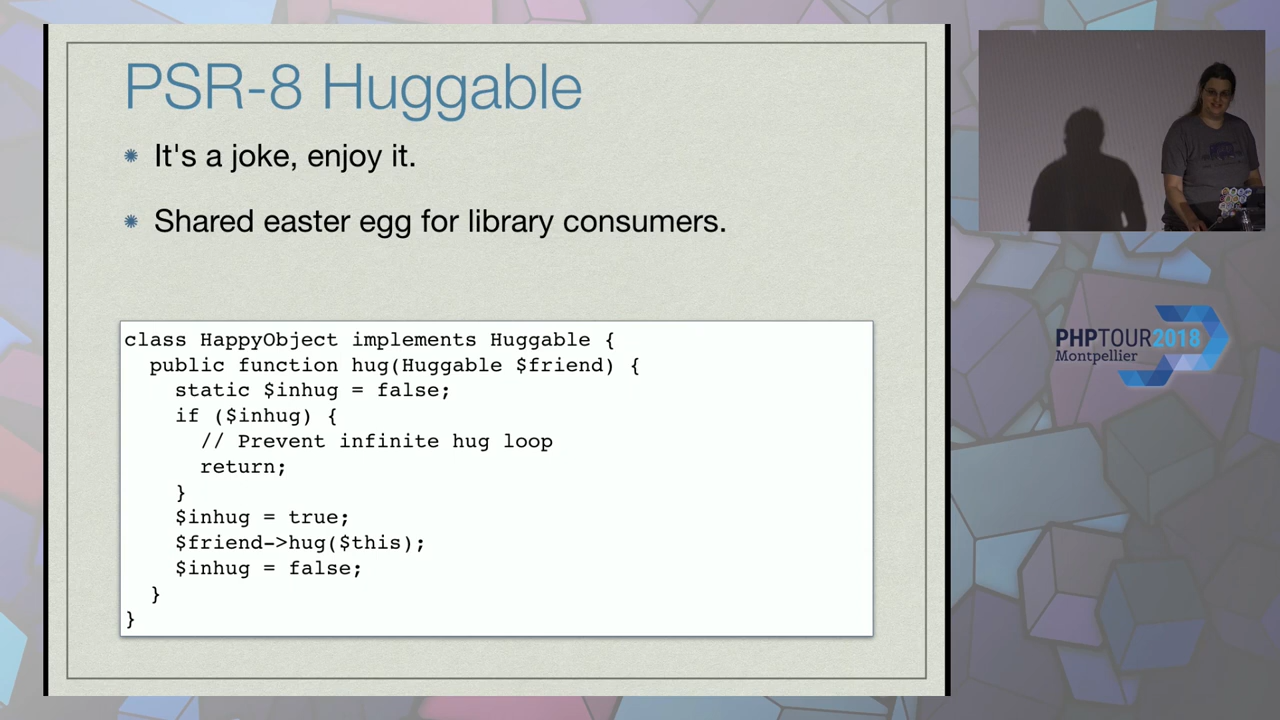 PSR-8 Huggable
It's a joke, enjoy it.
Shared easter egg for library consumers.
class HappyObject implements Huggable {
  public function hug(Huggable $friend) {
    static $inhug = false;
    if ($inhug) {
      // Prevent infinite hug loop
      return;
    }
    $inhug = true;
    $friend->hug($this);
    $inhug = false;
  }
}
PHPTOUR2018
Montpellier